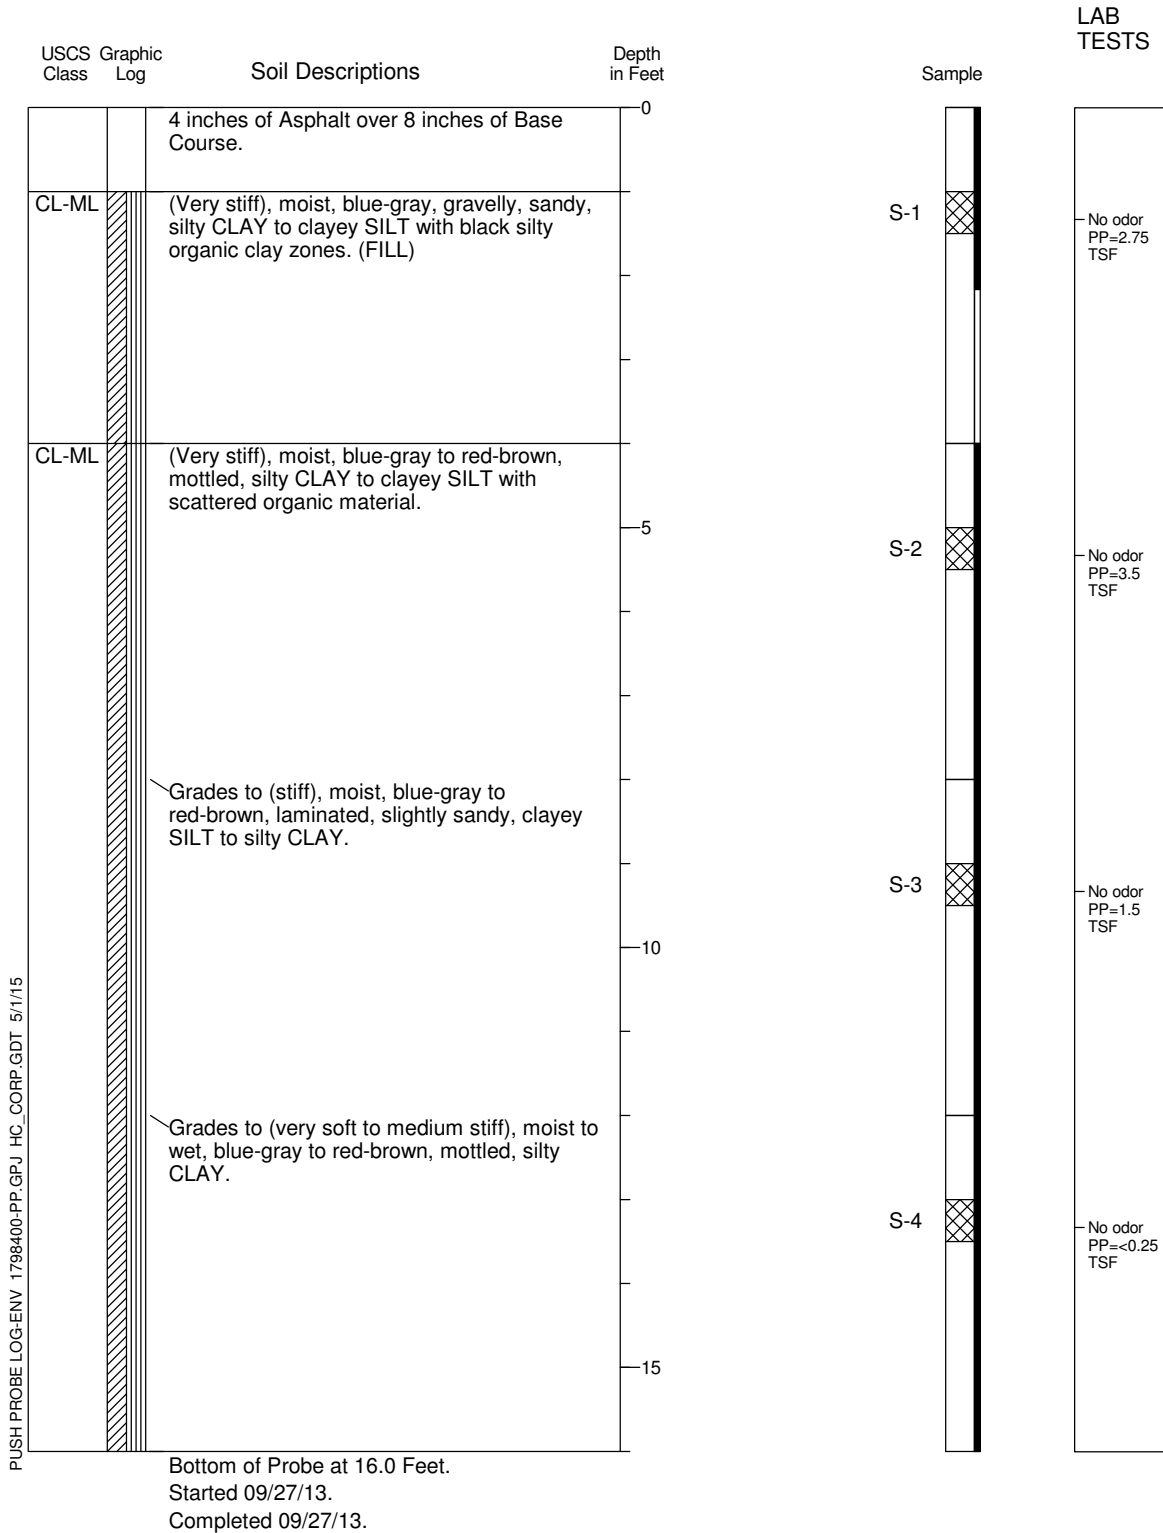 LAB
TESTS
USCS Graphic
Class Log
Soil Descriptions
Depth
in Feet
Sample
0
4 inches of Asphalt over 8 inches of Base
Course.
CL-ML
(Very stiff), moist, blue-gray, gravelly, sandy,
silty CLAY to clayey SILT with black silty
organic clay zones. (FILL)
S-1
No odor
PP=2.75
TSF
CL-ML
(Very stiff), moist, blue-gray to red-brown,
mottled, silty CLAY to clayey SILT with
scattered organic material.
5
S-2
No odor
PP=3.5
TSF
Grades to (stiff), moist, blue-gray to
red-brown, laminated, slightly sandy, clayey
SILT to silty CLAY.
S-3
No odor
PP=1.5
TSF
10
Grades to (very soft to medium stiff), moist to
wet, blue-gray to red-brown, mottled, silty
CLAY.
S-4
No odor
PP=<0.25
TSF
15
Bottom of Probe at 16.0 Feet.
Started 09/27/13.
Completed 09/27/13.
PUSH PROBE LOG-ENV 1798400-PP.GPJ HC_CORP.GDT 5/1/15